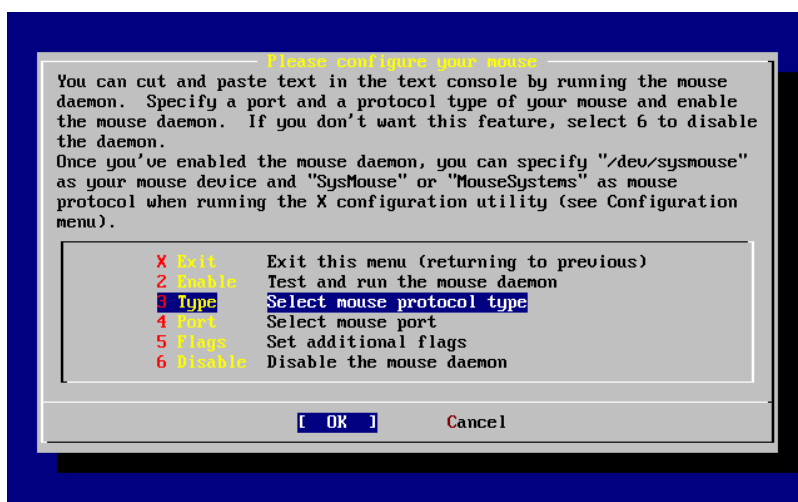 Please configure your mouse
You can cut and paste text in the text console by running the mouse
daemon.  Specify a port and a protocol type of your mouse and enable
the mouse daemon.  If you don't want this feature, select 6 to disable
the daemon.
Once you've enabled the mouse daemon, you can specify "/dev/sysmouse"
as your mouse device and "SysMouse" or "MouseSystems" as mouse
protocol when running the X configuration utility (see Configuration
menu).
X Exit Exit this menu (returning to previous)
2 Enable Test and run the mouse daemon
3 Type Select mouse protocol type
4 Port Select mouse port
5 Flags Set additional flags
6 Disable Disable the mouse daemon
[ OK ] Cancel